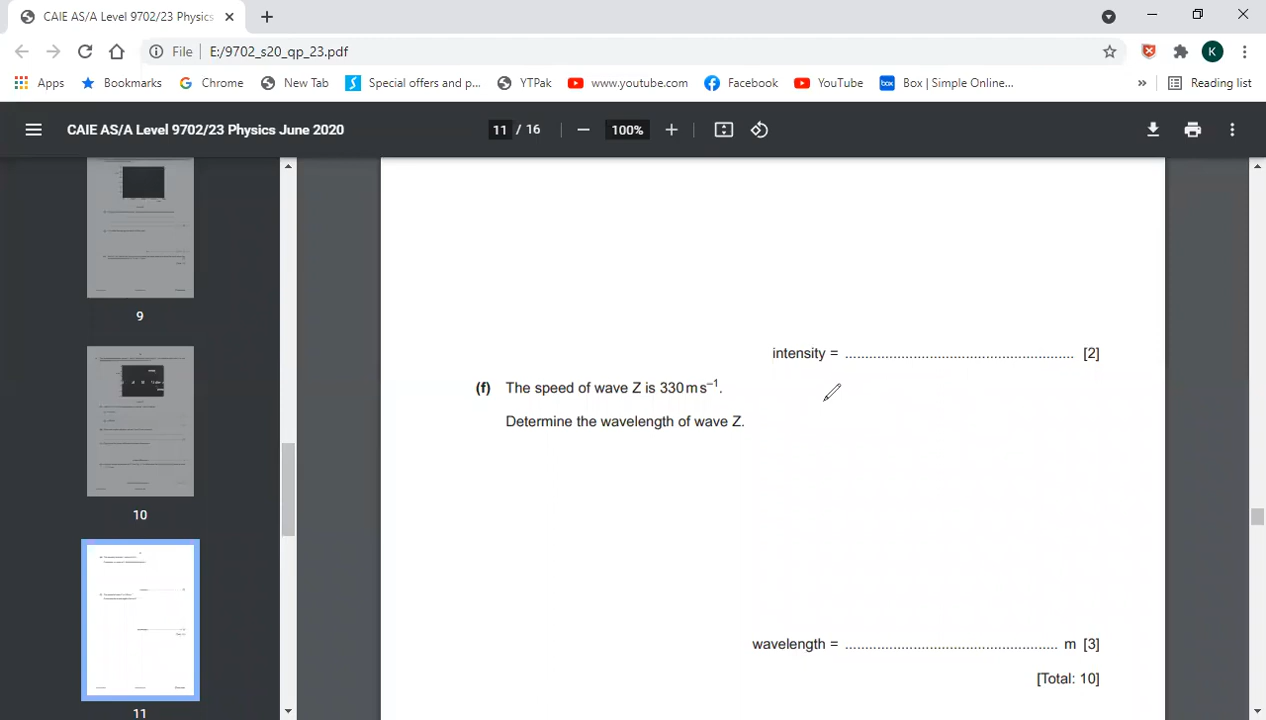 CAIE AS/A Level 9702/23 Physics
File E:/9702_s20_qp_23.pdf
K
Apps Bookmarks Chrome New Tab Special offers and p... YTPak www.youtube.com Facebook YouTube box Box | Simple Online... » Reading list
CAIE AS/A Level 9702/23 Physics June 2020 11 / 16 100%
9
10
11
intensity = ...................................................... [2]
(f) The speed of wave Z is 330 m s⁻¹.
Determine the wavelength of wave Z.
wavelength = .................................................. m [3]
[Total: 10]